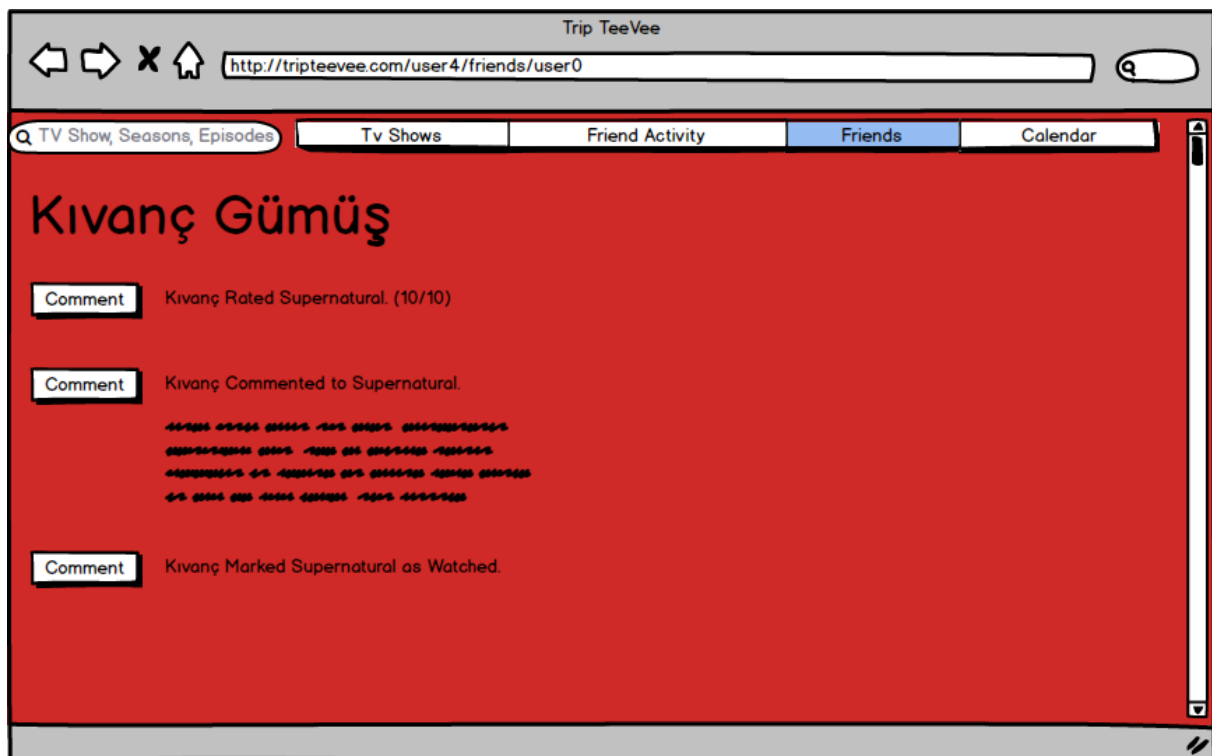 Trip TeeVee
http://tripteevee.com/user4/friends/user0
TV Show, Seasons, Episodes
Tv Shows
Friend Activity
Friends
Calendar
Kıvanç Gümüş
Comment
Kıvanç Rated Supernatural. (10/10)
Comment
Kıvanç Commented to Supernatural.
Comment
Kıvanç Marked Supernatural as Watched.